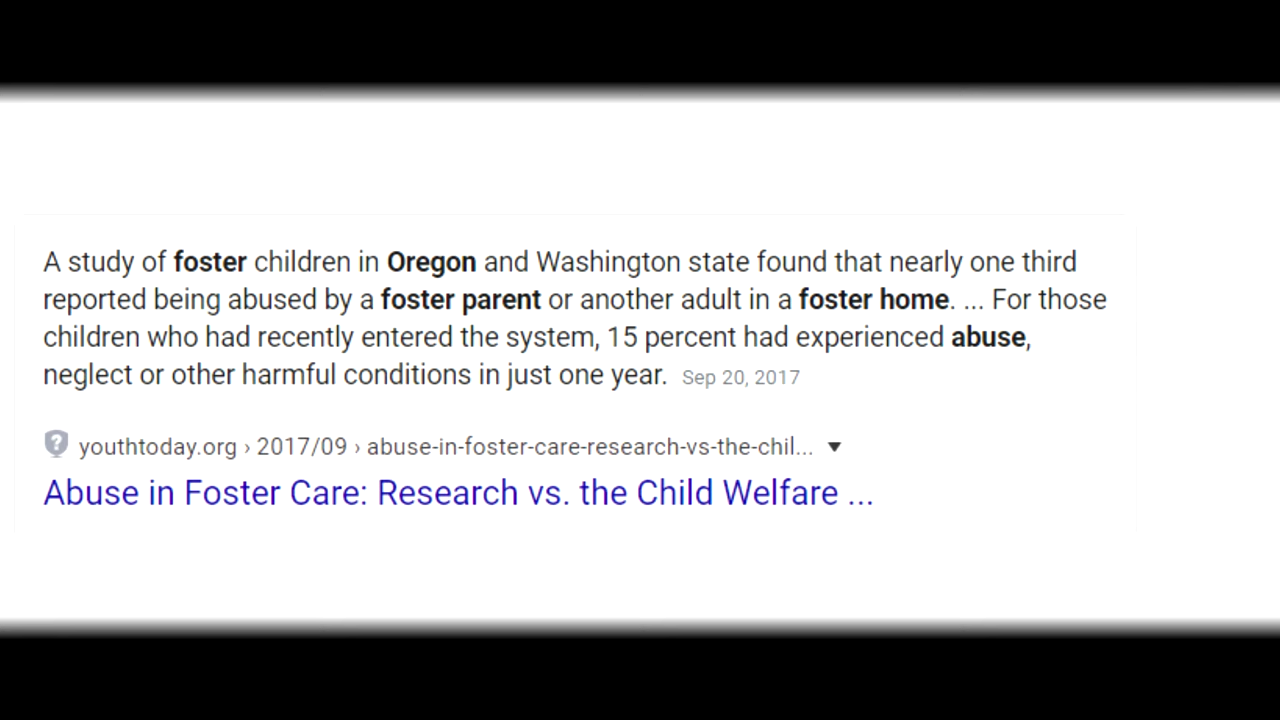 A study of foster children in Oregon and Washington state found that nearly one third
reported being abused by a foster parent or another adult in a foster home. ... For those
children who had recently entered the system, 15 percent had experienced abuse,
neglect or other harmful conditions in just one year. Sep 20, 2017
youthtoday.org › 2017/09 › abuse-in-foster-care-research-vs-the-chil...
Abuse in Foster Care: Research vs. the Child Welfare ...